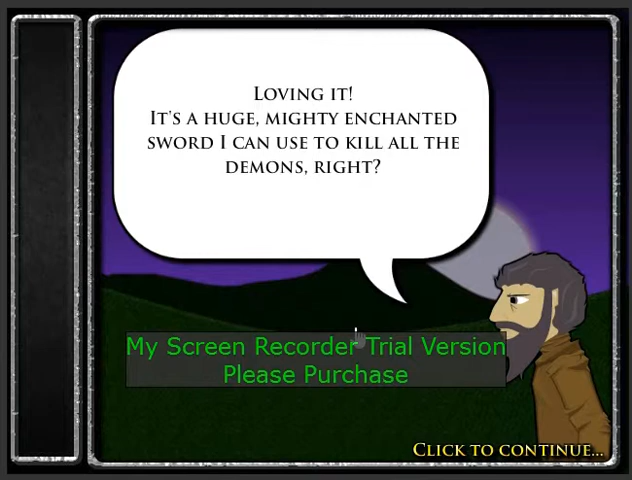 Loving it!
It's a huge, mighty enchanted
sword I can use to kill all the
demons, right?
My Screen Recorder Trial Version
Please Purchase
Click to continue...